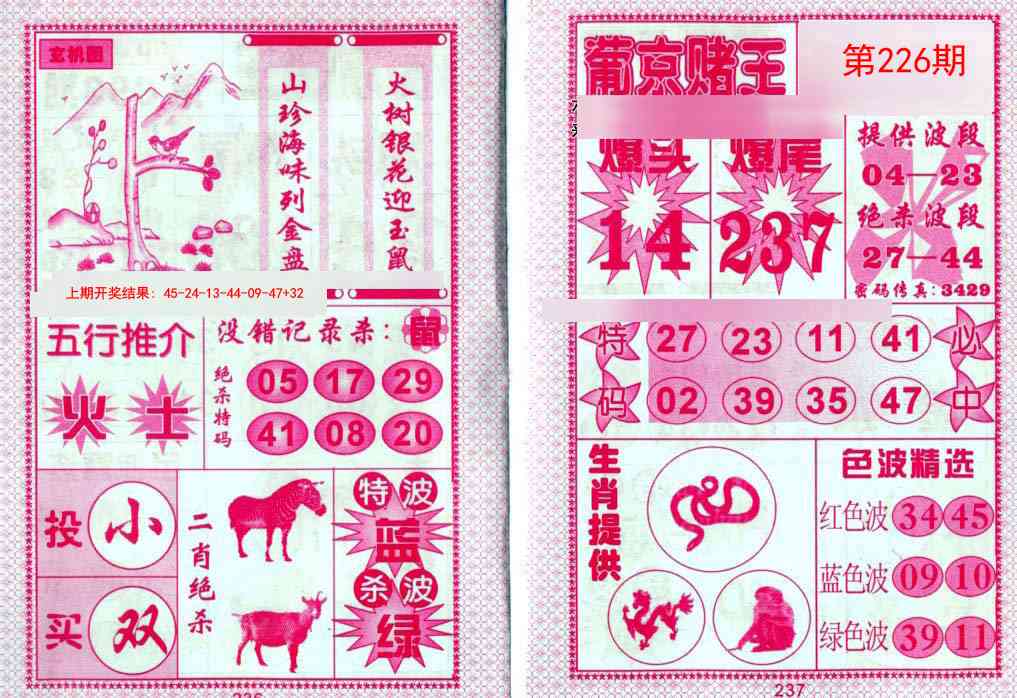 玄机图
火树银花迎玉鼠
山珍海味列金盘
上期开奖结果：45-24-13-44-09-47+32
五行推介
火 土
没错记录杀：鼠
绝杀特码
05 17 29
41 08 20
投 小
买 双
二肖绝杀
特波
蓝
杀波
绿
葡京赌王
第226期
爆头
14
爆尾
237
提供波段
04—23
绝杀波段
27—44
密码传真：3429
特码
27 23 11 41
02 39 35 47
必中
生肖提供
色波精选
红色波 34 45
蓝色波 09 10
绿色波 39 11
237